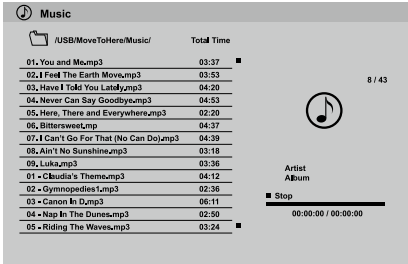 Music
/USB/MoveToHere/Music/ Total Time
01. You and Me.mp3 03:37
02. I Feel The Earth Move.mp3 03:53
03. Have I Told You Lately.mp3 04:20
04. Never Can Say Goodbye.mp3 04:53
05. Here, There and Everywhere.mp3 02:20
06. Bittersweet.mp 04:37
07. I Can't Go For That (No Can Do).mp3 04:39
08. Ain't No Sunshine.mp3 03:18
09. Luka.mp3 03:36
01 - Claudia's Theme.mp3 04:12
02 - Gymnopedies1.mp3 02:36
03 - Canon In D.mp3 06:11
04 - Nap In The Dunes.mp3 02:50
05 - Riding The Waves.mp3 03:24
8 / 43
Artist
Album
Stop
00:00:00 / 00:00:00